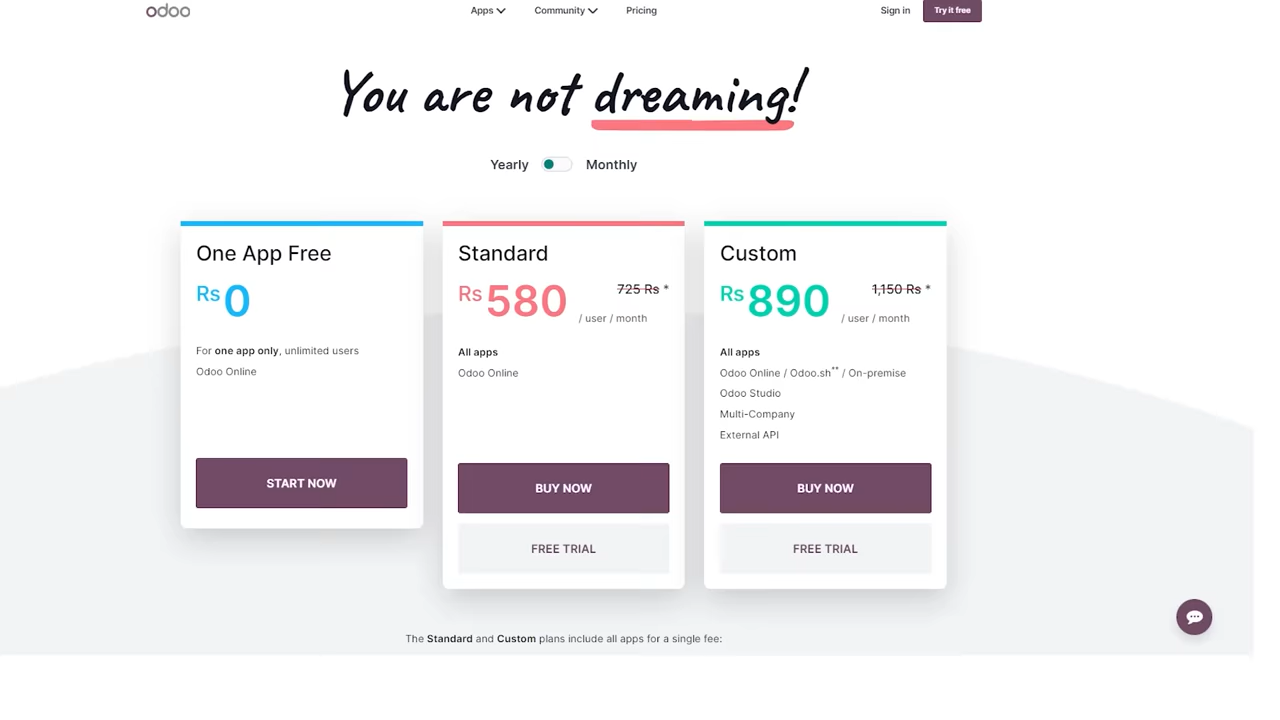 odoo
Apps
Community
Pricing
Sign in
Try it free
You are not dreaming!
Yearly
Monthly
One App Free
Rs 0
For one app only, unlimited users
Odoo Online
START NOW
Standard
Rs 580
725 Rs *
/ user / month
All apps
Odoo Online
BUY NOW
FREE TRIAL
Custom
Rs 890
1,150 Rs *
/ user / month
All apps
Odoo Online / Odoo.sh** / On-premise
Odoo Studio
Multi-Company
External API
BUY NOW
FREE TRIAL
The Standard and Custom plans include all apps for a single fee: